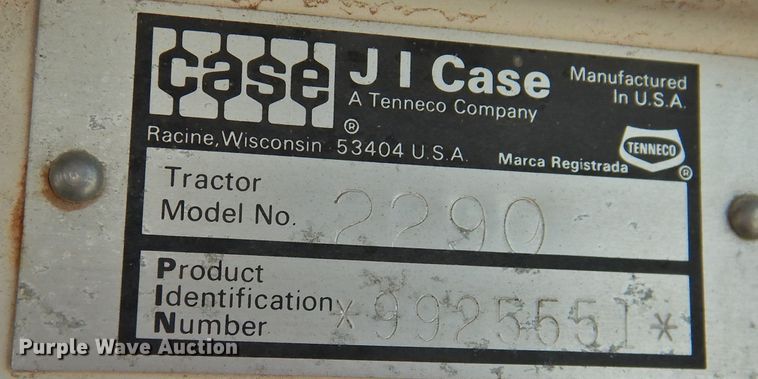 case
J I Case
A Tenneco Company
®
Racine, Wisconsin 53404 U.S.A.
Manufactured
In U.S.A.
Marca Registrada
TENNECO
®
Tractor
Model No. 2290
Product
Identification
Number *9925551*
Purple Wave Auction